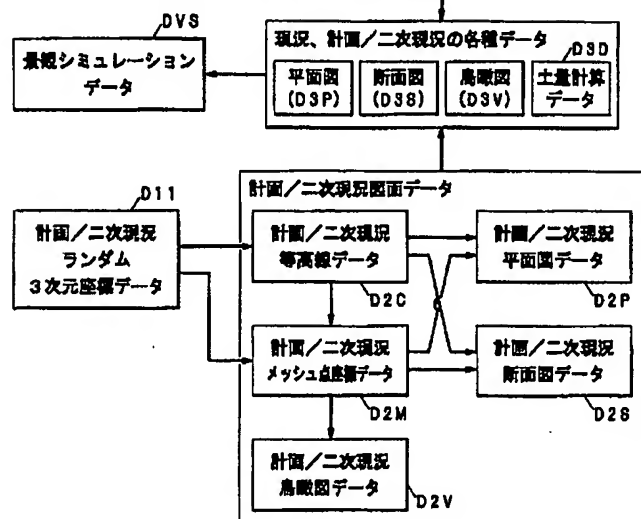 DVS
景観シミュレーション
データ
現況、計画／二次現況の各種データ
D3D
平面図
(D3P)
断面図
(D3S)
鳥瞰図
(D3V)
土量計算
データ
D11
計画／二次現況
ランダム
3次元座標データ
計画／二次現況図面データ
計画／二次現況
等高線データ
D2C
計画／二次現況
平面図データ
D2P
計画／二次現況
メッシュ点座標データ
D2M
計画／二次現況
断面図データ
D2S
計画／二次現況
鳥瞰図データ
D2V